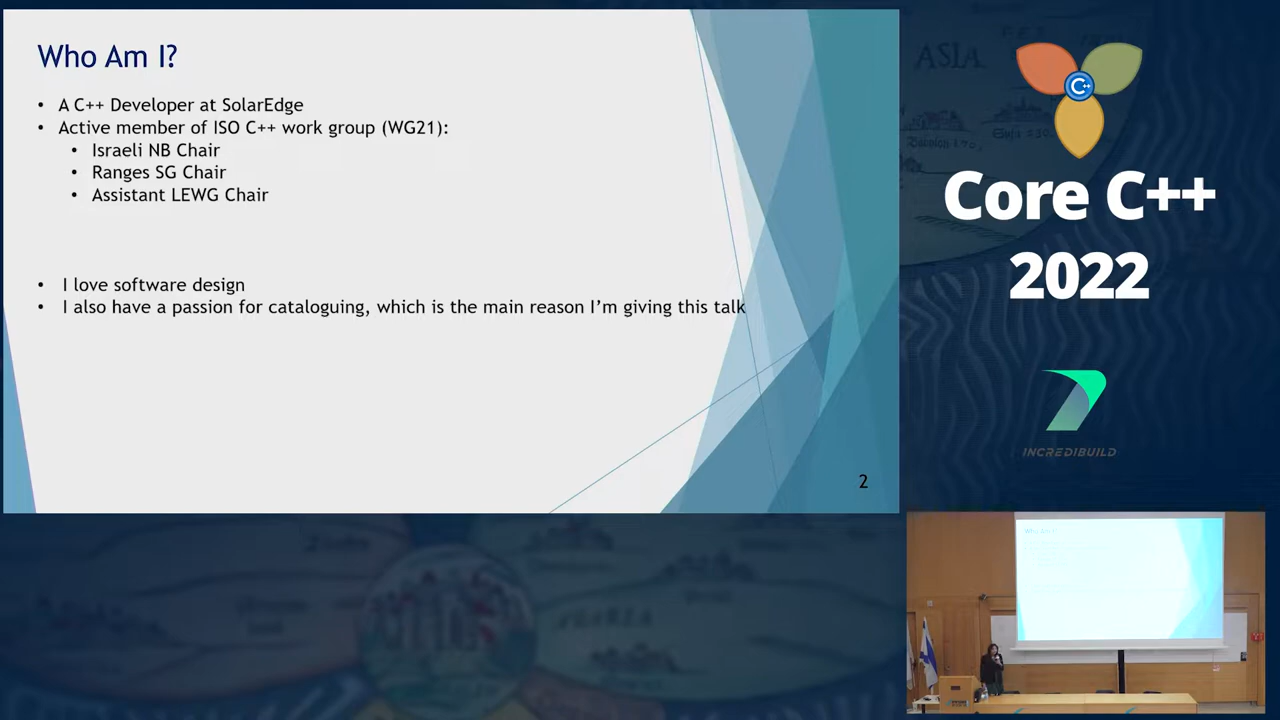 Who Am I?
• A C++ Developer at SolarEdge
• Active member of ISO C++ work group (WG21):
• Israeli NB Chair
• Ranges SG Chair
• Assistant LEWG Chair
• I love software design
• I also have a passion for cataloguing, which is the main reason I'm giving this talk
2
ASIA
C++
Core C++
2022
INCREDIBUILD
Who Am I?